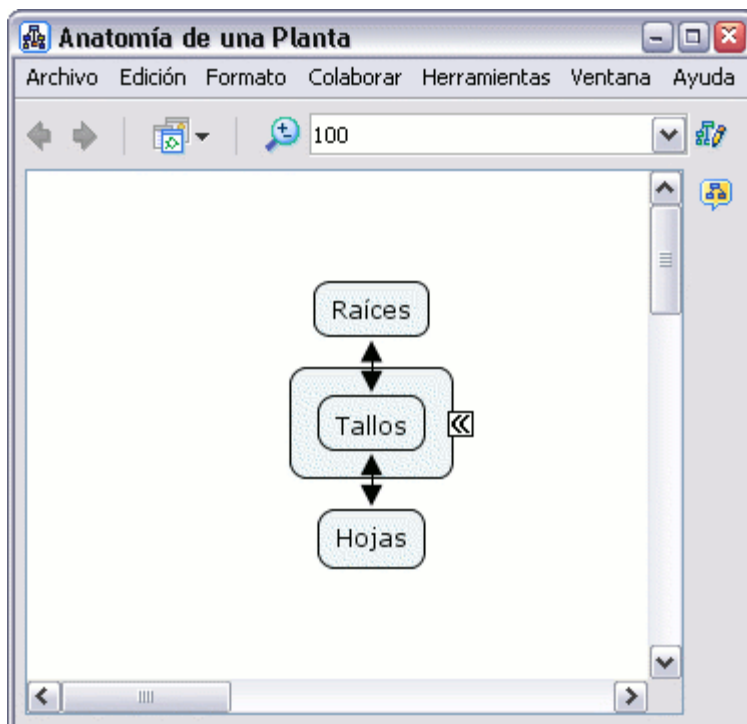 Anatomía de una Planta
Archivo Edición Formato Colaborar Herramientas Ventana Ayuda
100
Raíces
Tallos
Hojas